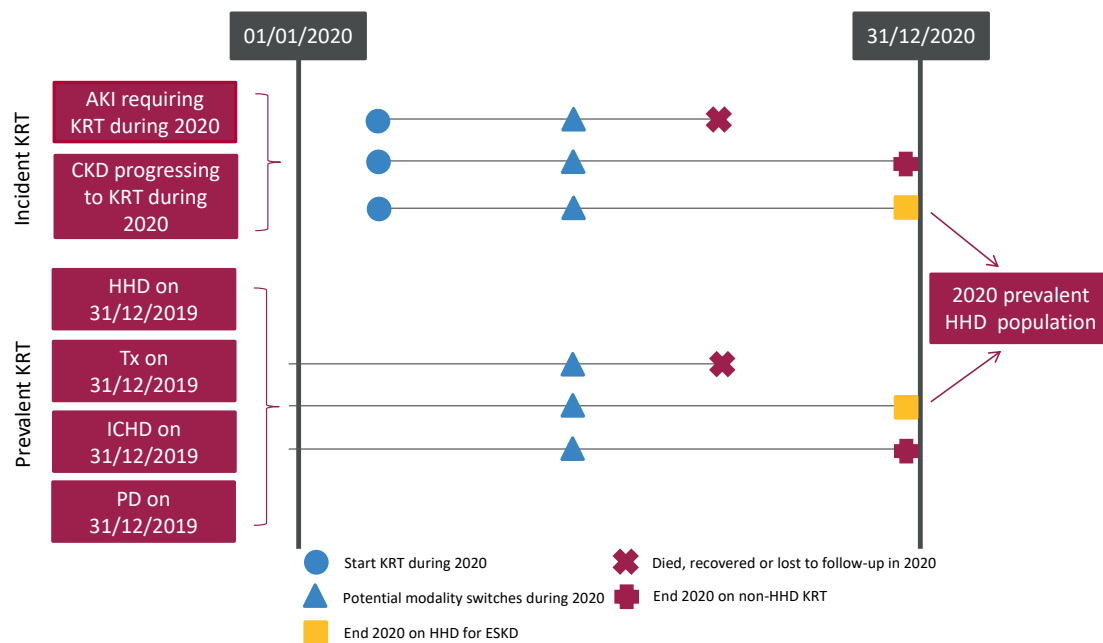 01/01/2020
31/12/2020
Incident KRT
AKI requiring
KRT during 2020
CKD progressing
to KRT during
2020
Prevalent KRT
HHD on
31/12/2019
Tx on
31/12/2019
ICHD on
31/12/2019
PD on
31/12/2019
2020 prevalent
HHD population
Start KRT during 2020
Died, recovered or lost to follow-up in 2020
Potential modality switches during 2020
End 2020 on non-HHD KRT
End 2020 on HHD for ESKD